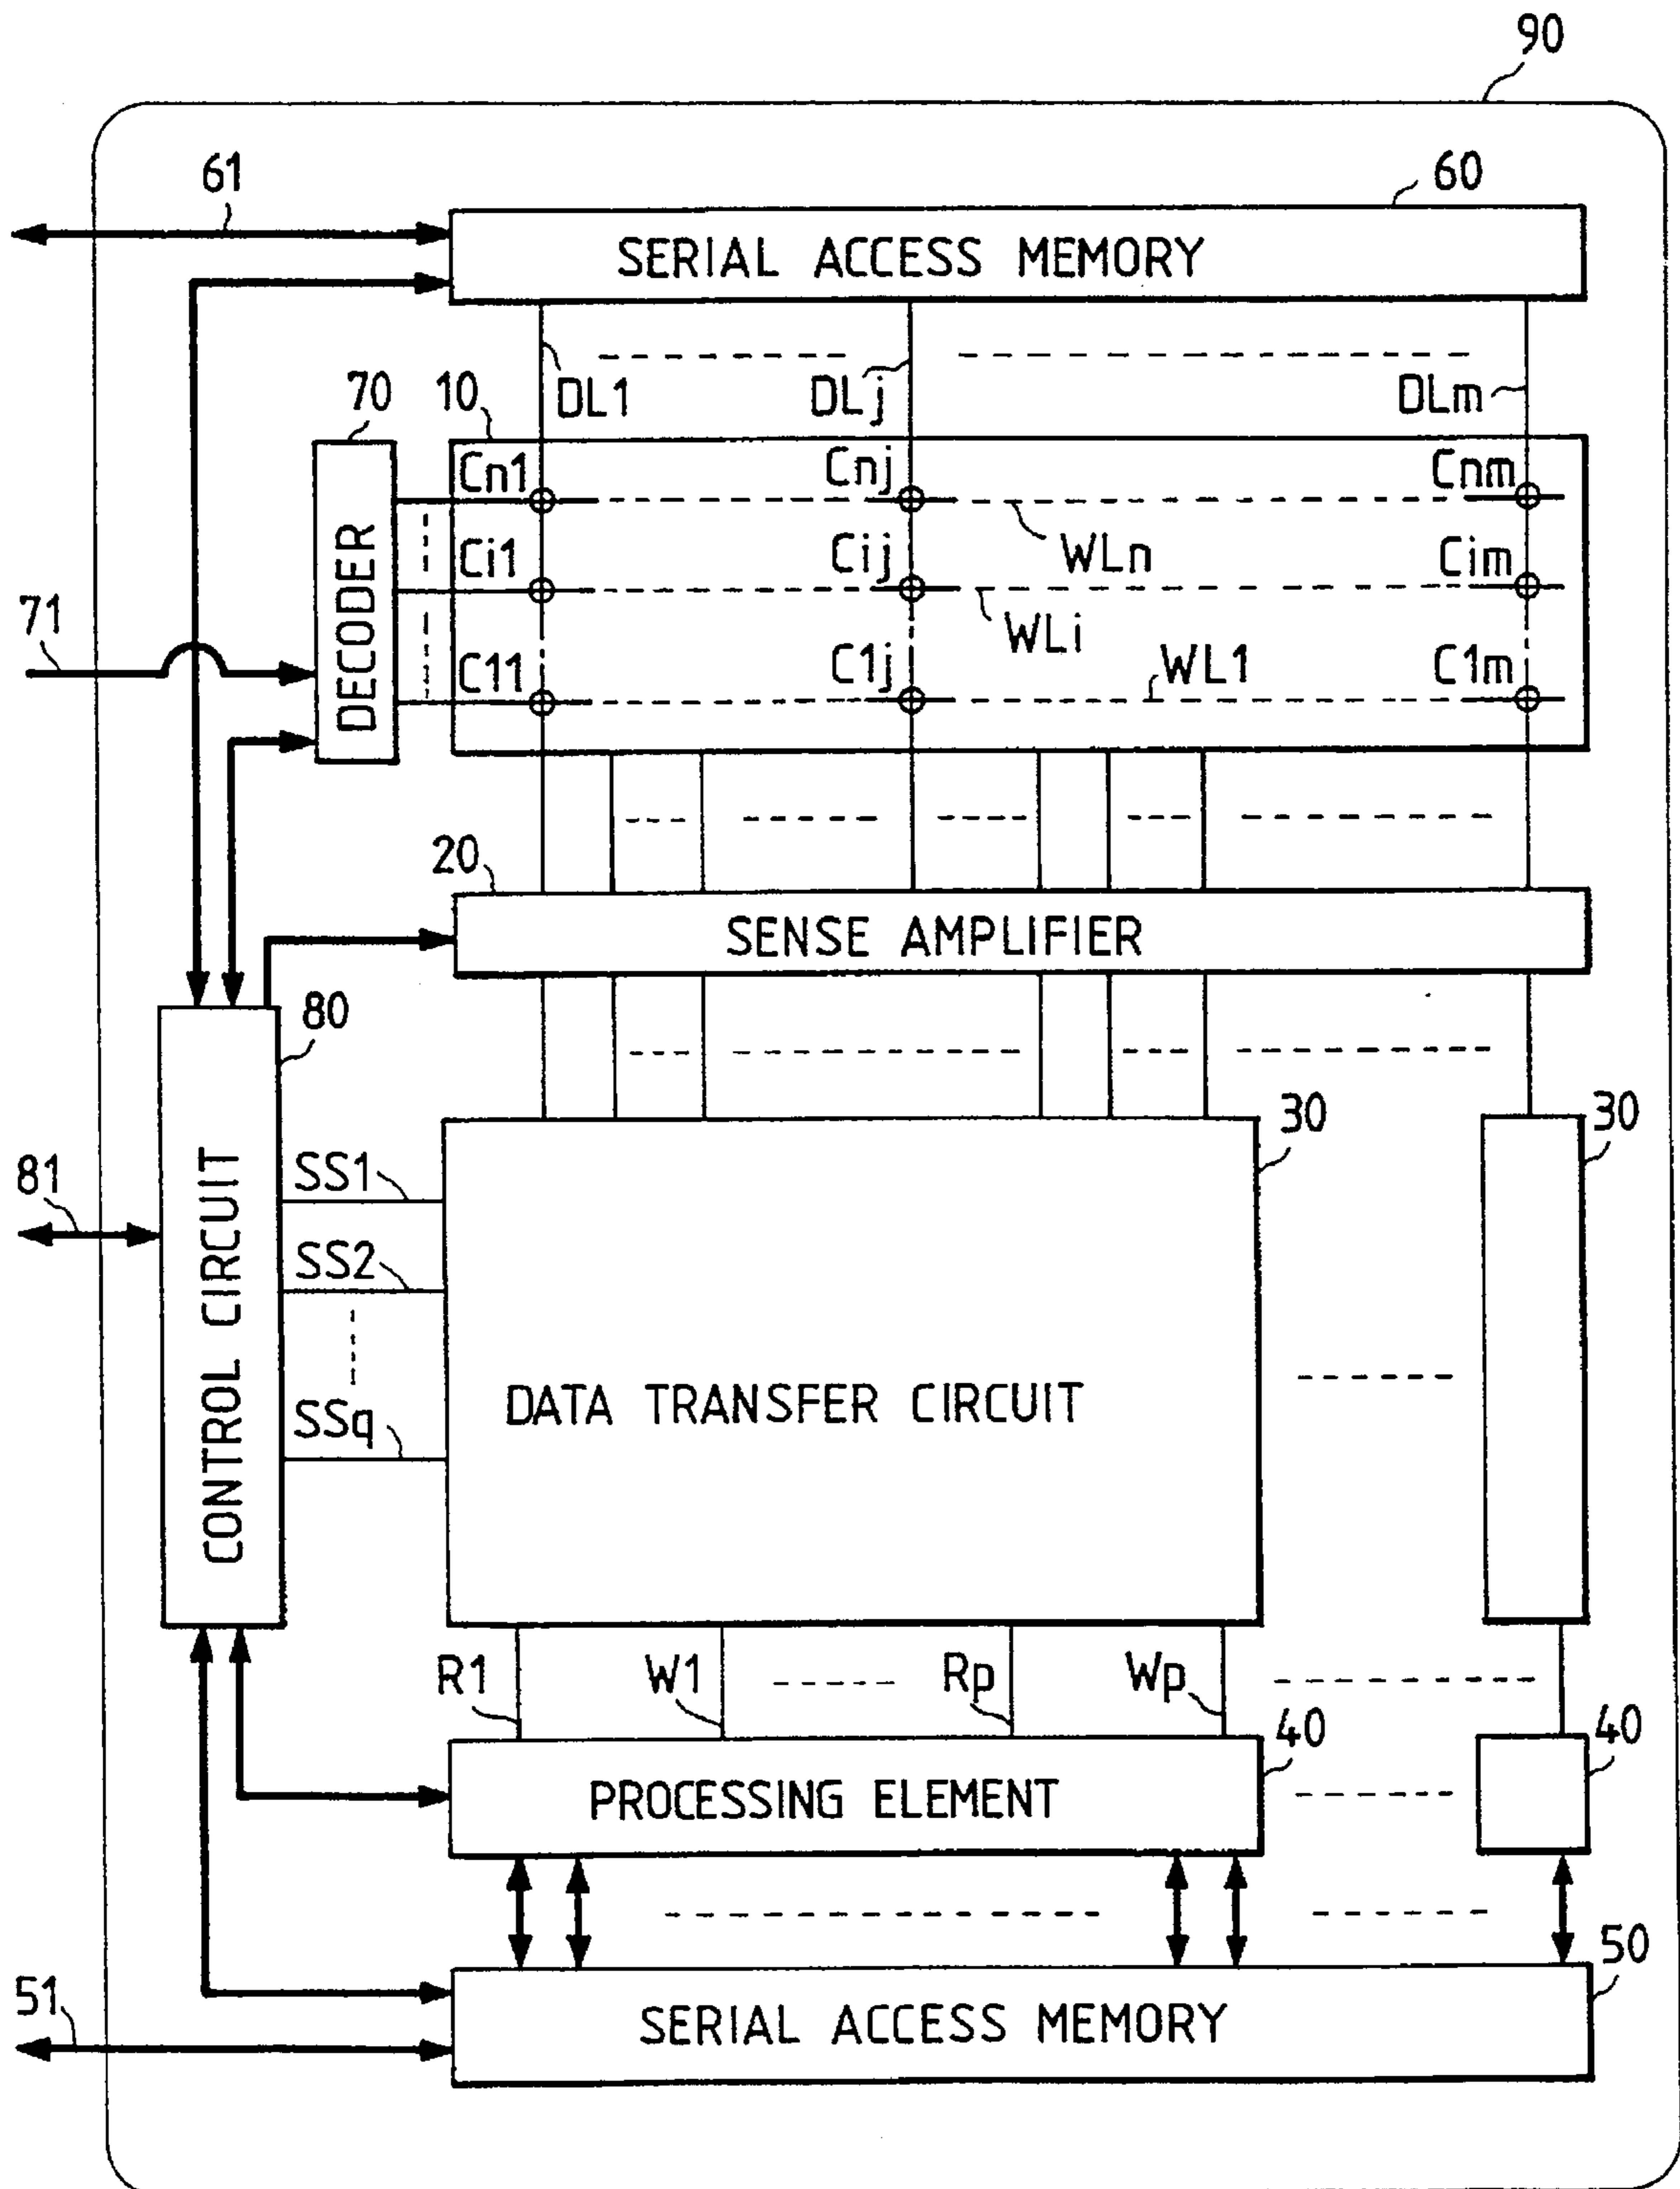 90
61
60
SERIAL ACCESS MEMORY
DL1
DLj
DLm
70
10
Cn1
Cnj
Cnm
WLn
DECODER
Ci1
Cij
Cim
WLi
71
C11
C1j
WL1
C1m
20
SENSE AMPLIFIER
80
30
30
CONTROL CIRCUIT
SS1
81
SS2
DATA TRANSFER CIRCUIT
SSq
R1
W1
Rp
Wp
40
40
PROCESSING ELEMENT
50
51
SERIAL ACCESS MEMORY